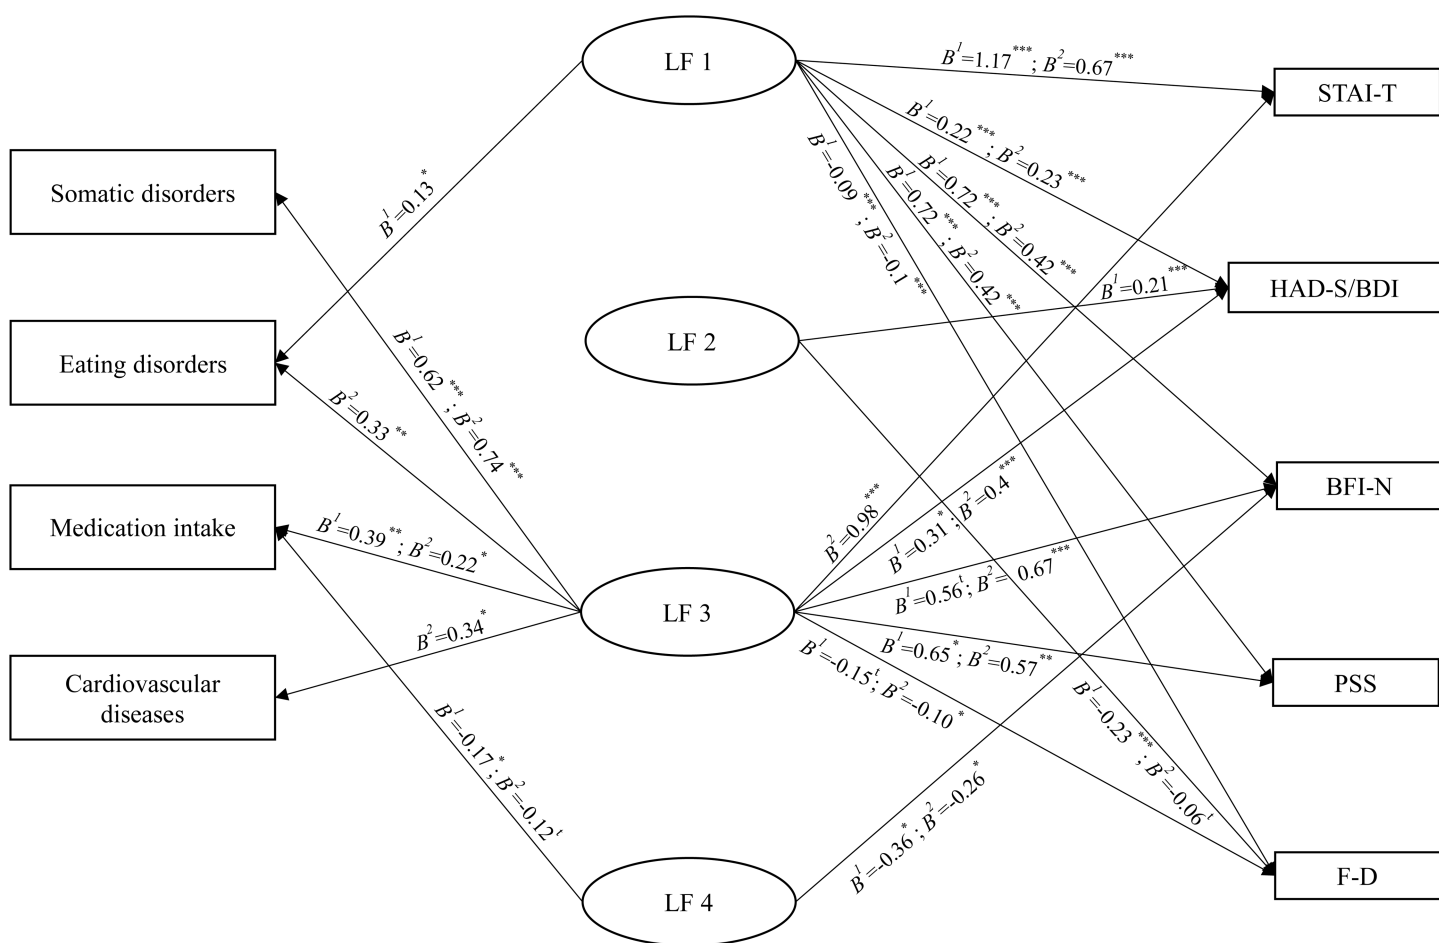 LF 1
B¹=1.17***; B²=0.67***
STAI-T
B¹=0.22***; B²=0.23***
B¹=0.72***; B²=0.42***
B¹=0.72***; B²=0.42***
B¹=-0.09***; B²=-0.1***
B¹=0.13*
Somatic disorders
HAD-S/BDI
B¹=0.21***
LF 2
Eating disorders
B¹=0.62***; B²=0.74***
B²=0.33**
BFI-N
Medication intake
B¹=0.39**; B²=0.22*
B²=0.98***
B¹=0.31*; B²=0.4***
B¹=0.56ᵗ; B²= 0.67***
LF 3
B²=0.34*
B¹=0.65*; B²=0.57**
B¹=-0.15ᵗ; B²=-0.10*
PSS
Cardiovascular
diseases
B¹=-0.17*; B²=-0.12ᵗ
B¹=-0.23***; B²=-0.06ᵗ
B¹=-0.36*; B²=-0.26*
F-D
LF 4